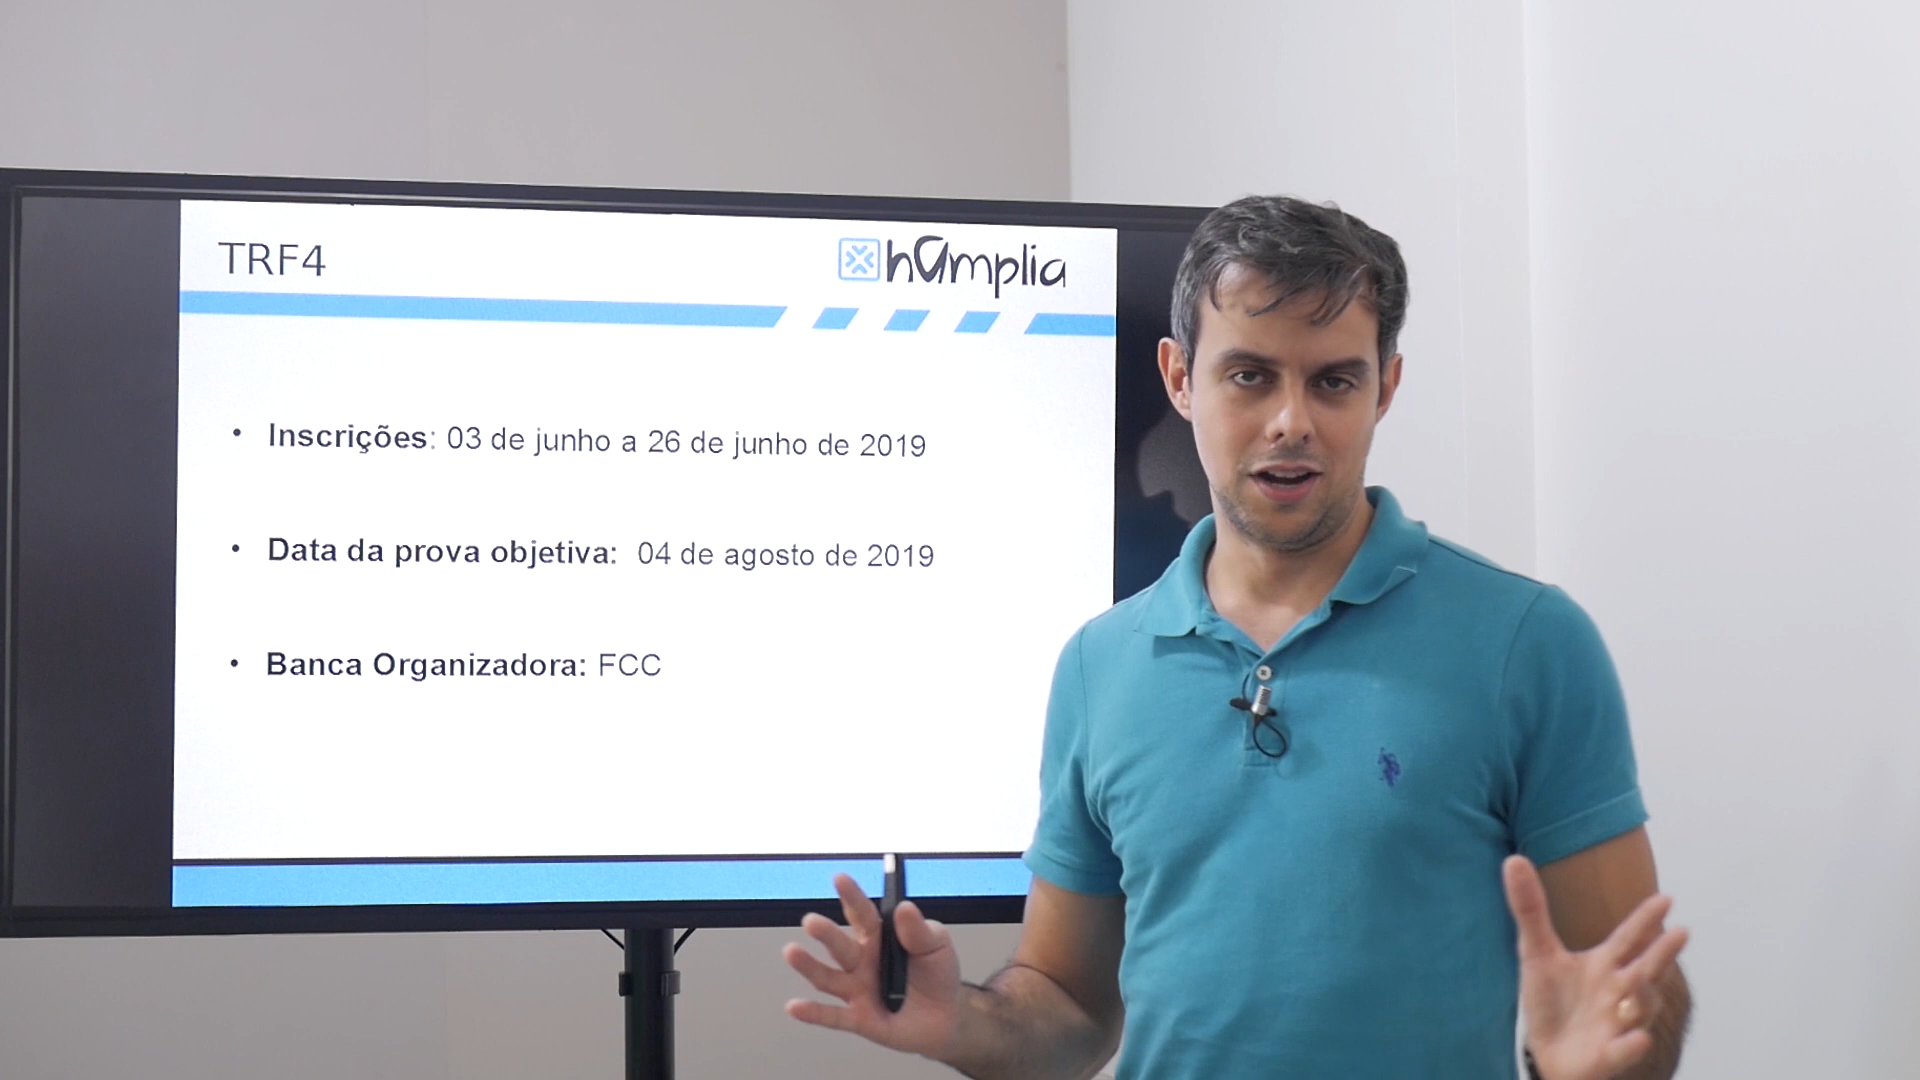 TRF4
hamplia
• Inscrições: 03 de junho a 26 de junho de 2019
• Data da prova objetiva: 04 de agosto de 2019
• Banca Organizadora: FCC